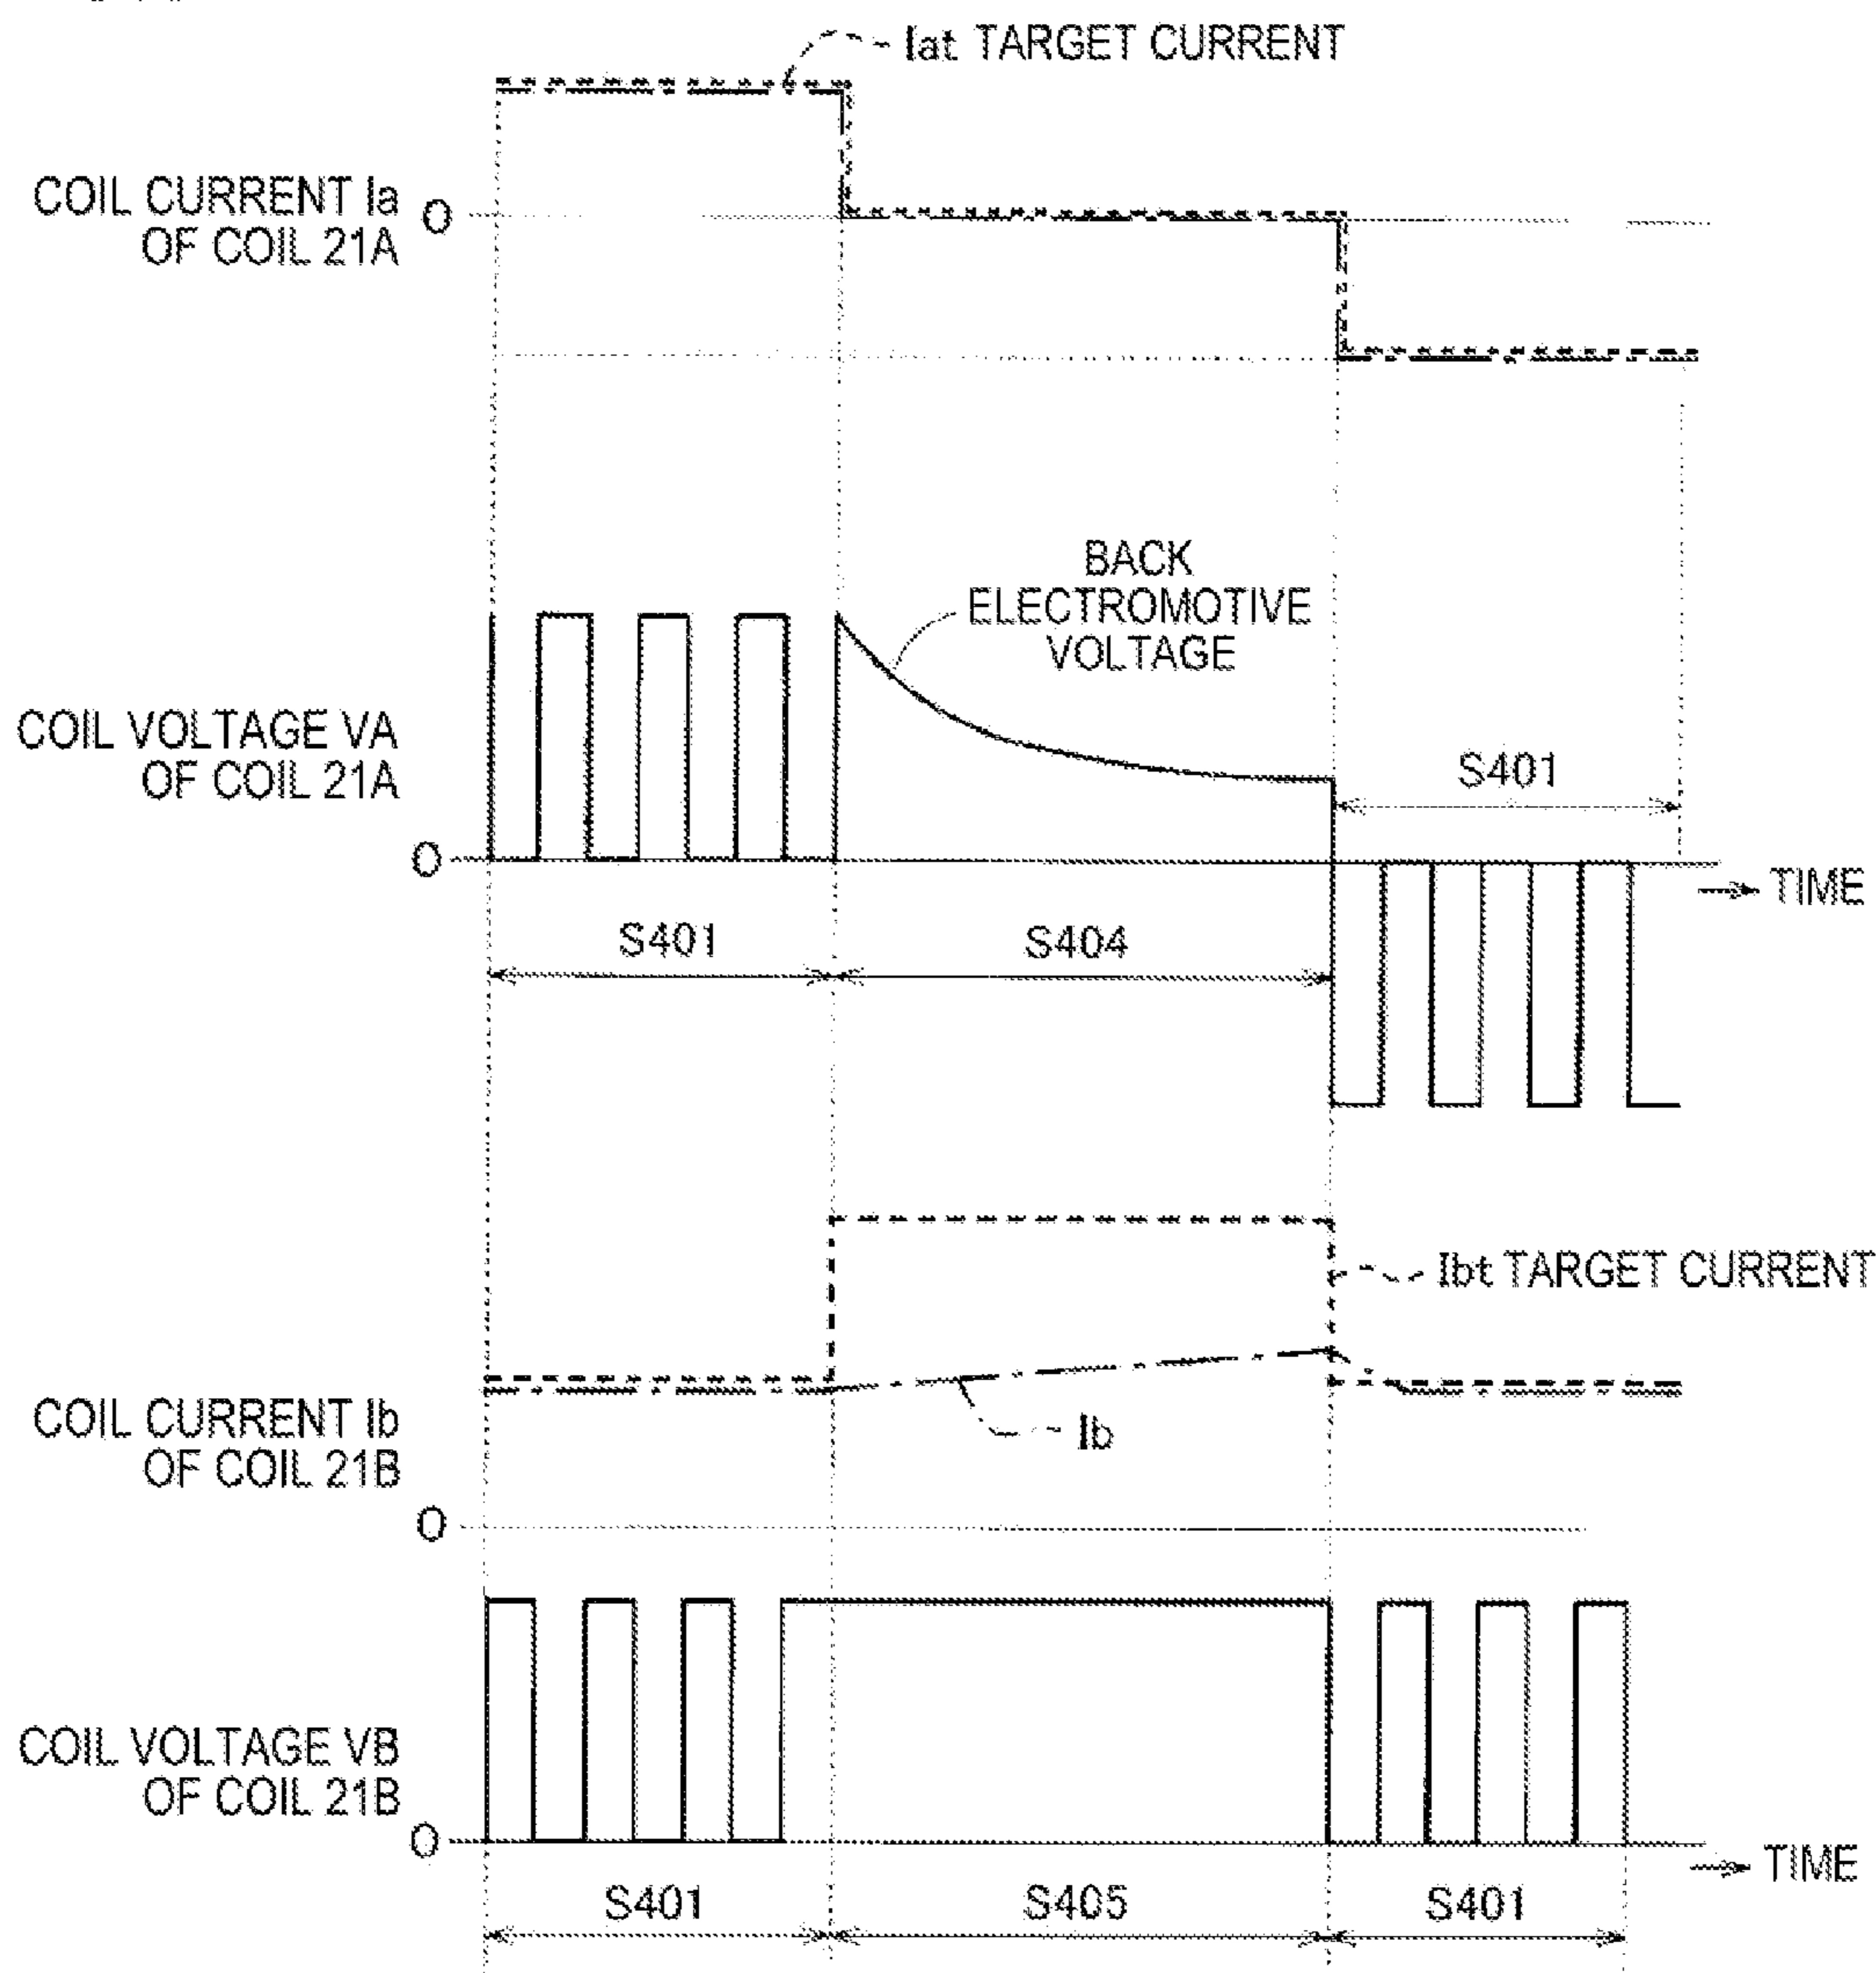 Iat TARGET CURRENT
COIL CURRENT Ia
OF COIL 21A
0
BACK
ELECTROMOTIVE
VOLTAGE
COIL VOLTAGE VA
OF COIL 21A
S401
0
TIME
S401
S404
Ibt TARGET CURRENT
COIL CURRENT Ib
OF COIL 21B
Ib
0
COIL VOLTAGE VB
OF COIL 21B
0
TIME
S401
S405
S401